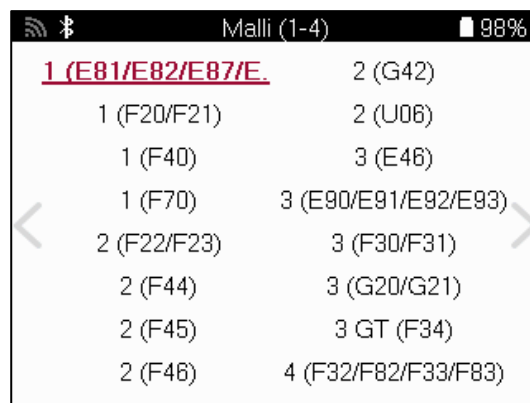 Malli (1-4) 98%
1 (E81/E82/E87/E.
1 (F20/F21)
1 (F40)
1 (F70)
2 (F22/F23)
2 (F44)
2 (F45)
2 (F46)
2 (G42)
2 (U06)
3 (E46)
3 (E90/E91/E92/E93)
3 (F30/F31)
3 (G20/G21)
3 GT (F34)
4 (F32/F82/F33/F83)